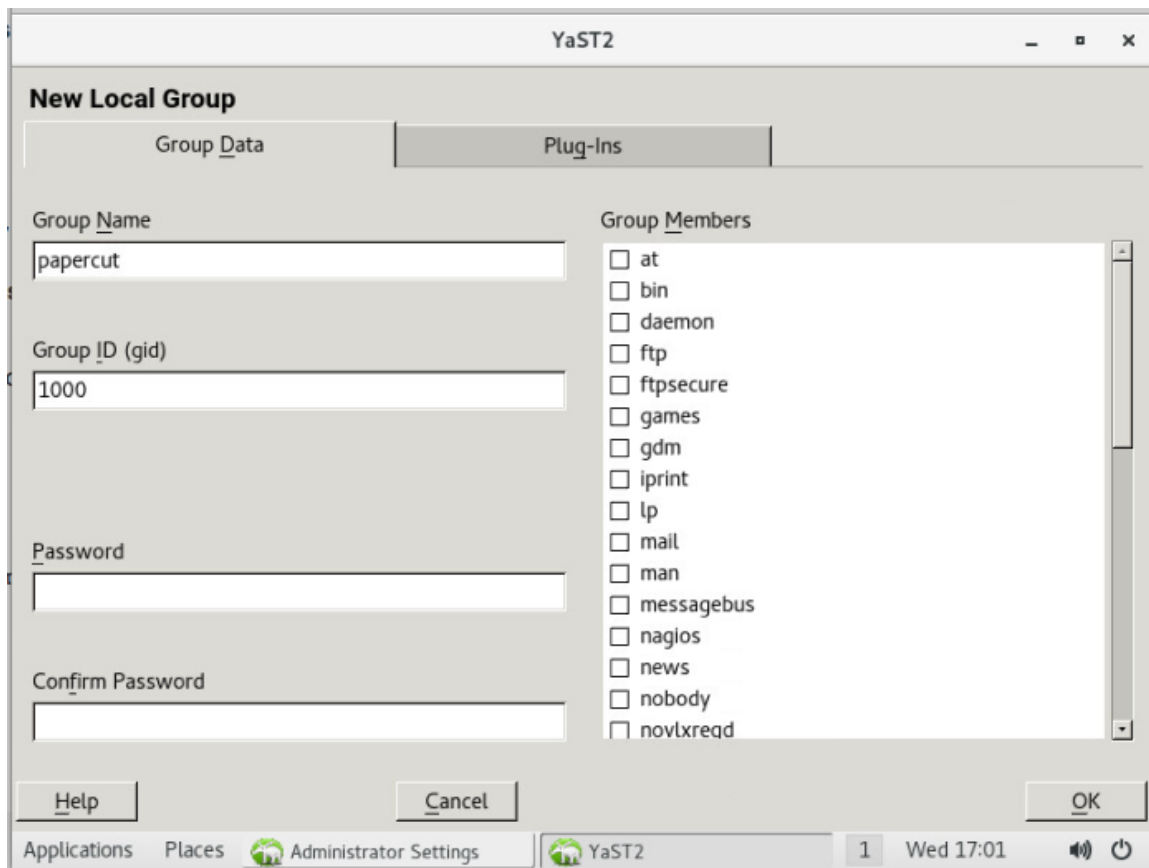 YaST2
New Local Group
Group Data
Plug-Ins
Group Name
papercut
Group ID (gid)
1000
Password
Confirm Password
Group Members
at
bin
daemon
ftp
ftpsecure
games
gdm
iprint
lp
mail
man
messagebus
nagios
news
nobody
novlxregd
Help
Cancel
OK
Applications Places Administrator Settings YaST2 1 Wed 17:01